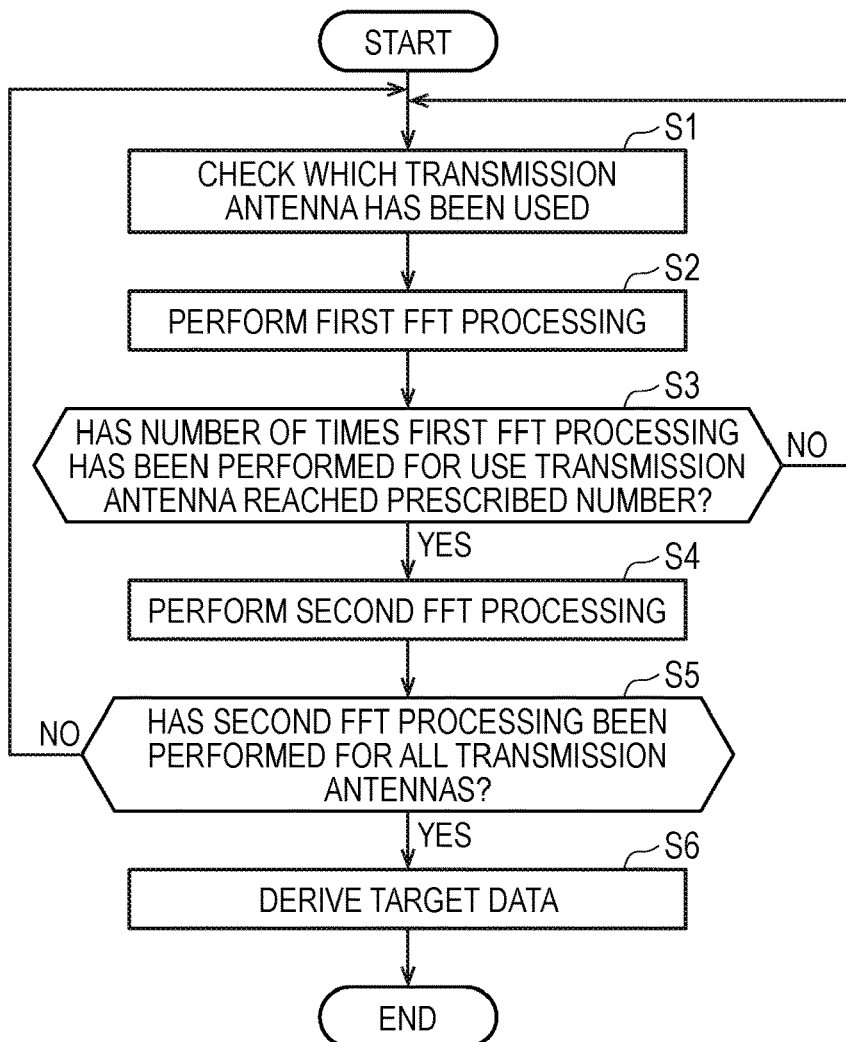 START
S1
CHECK WHICH TRANSMISSION
ANTENNA HAS BEEN USED
S2
PERFORM FIRST FFT PROCESSING
S3
HAS NUMBER OF TIMES FIRST FFT PROCESSING
HAS BEEN PERFORMED FOR USE TRANSMISSION
ANTENNA REACHED PRESCRIBED NUMBER?
NO
YES
S4
PERFORM SECOND FFT PROCESSING
S5
NO
HAS SECOND FFT PROCESSING BEEN
PERFORMED FOR ALL TRANSMISSION
ANTENNAS?
YES
S6
DERIVE TARGET DATA
END